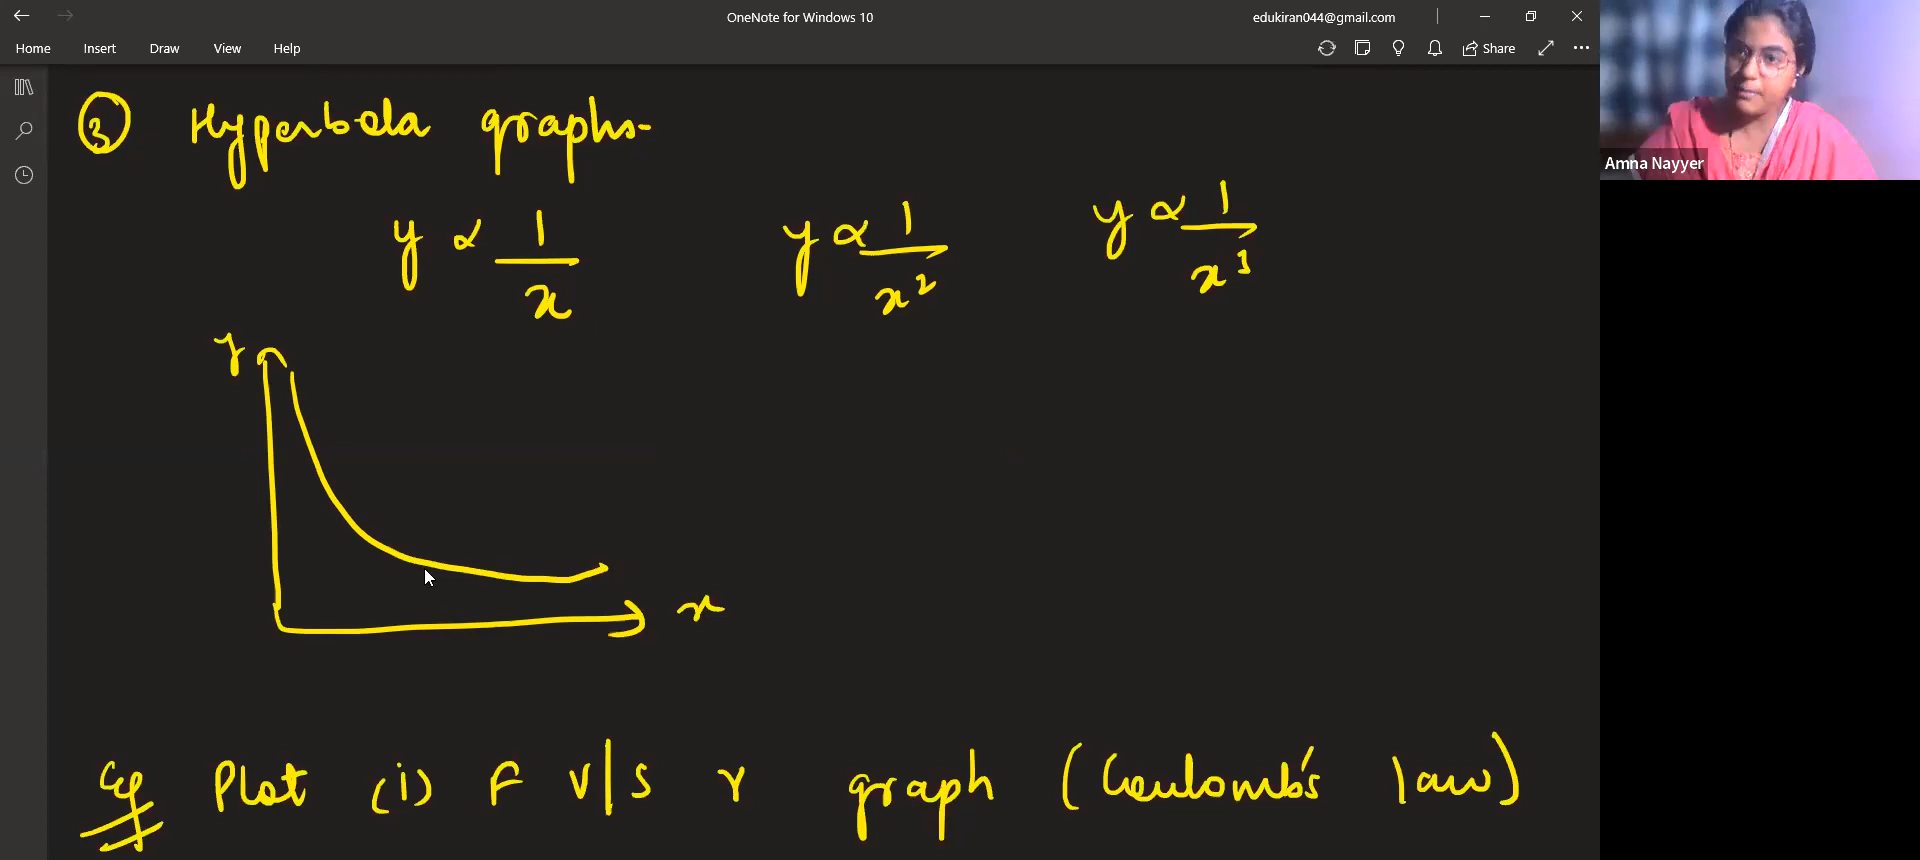 OneNote for Windows 10
edukiran044@gmail.com
Home Insert Draw View Help
Share
Amna Nayyer
3 Hyperbola graphs-
y ∝ 1/x y ∝ 1/x² y ∝ 1/x³
y
x
eg Plot (i) F v/s r graph (Coulomb's law)